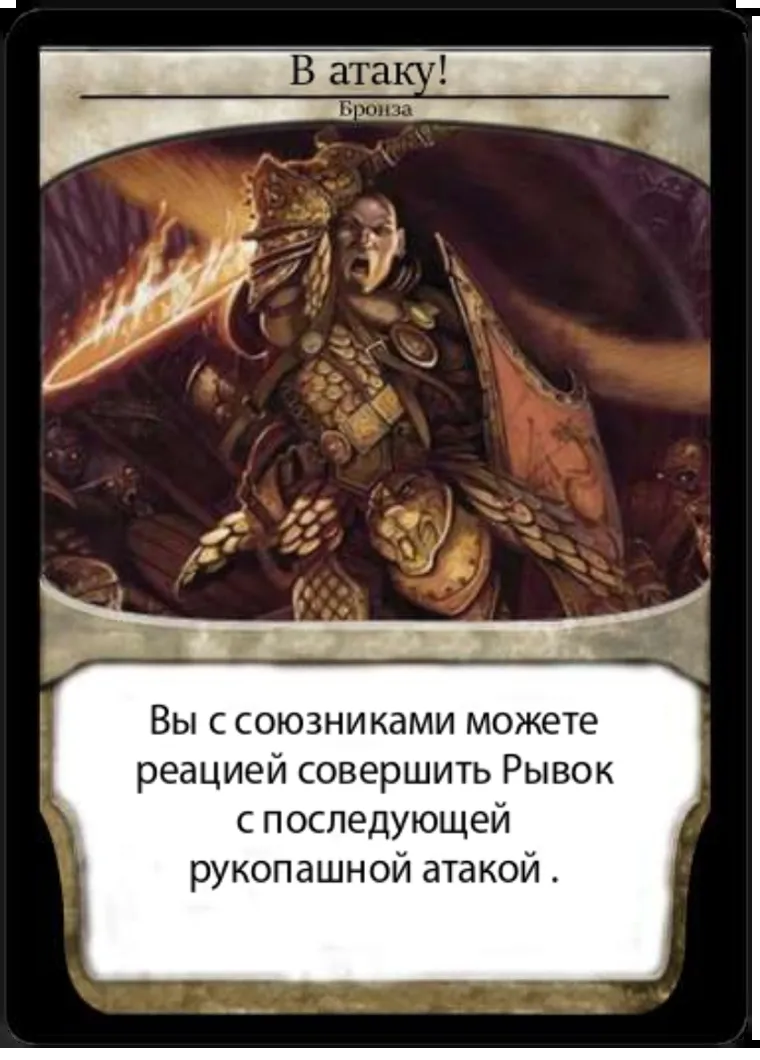 В атаку!
Бронза
Вы с союзниками можете
реацией совершить Рывок
с последующей
рукопашной атакой .